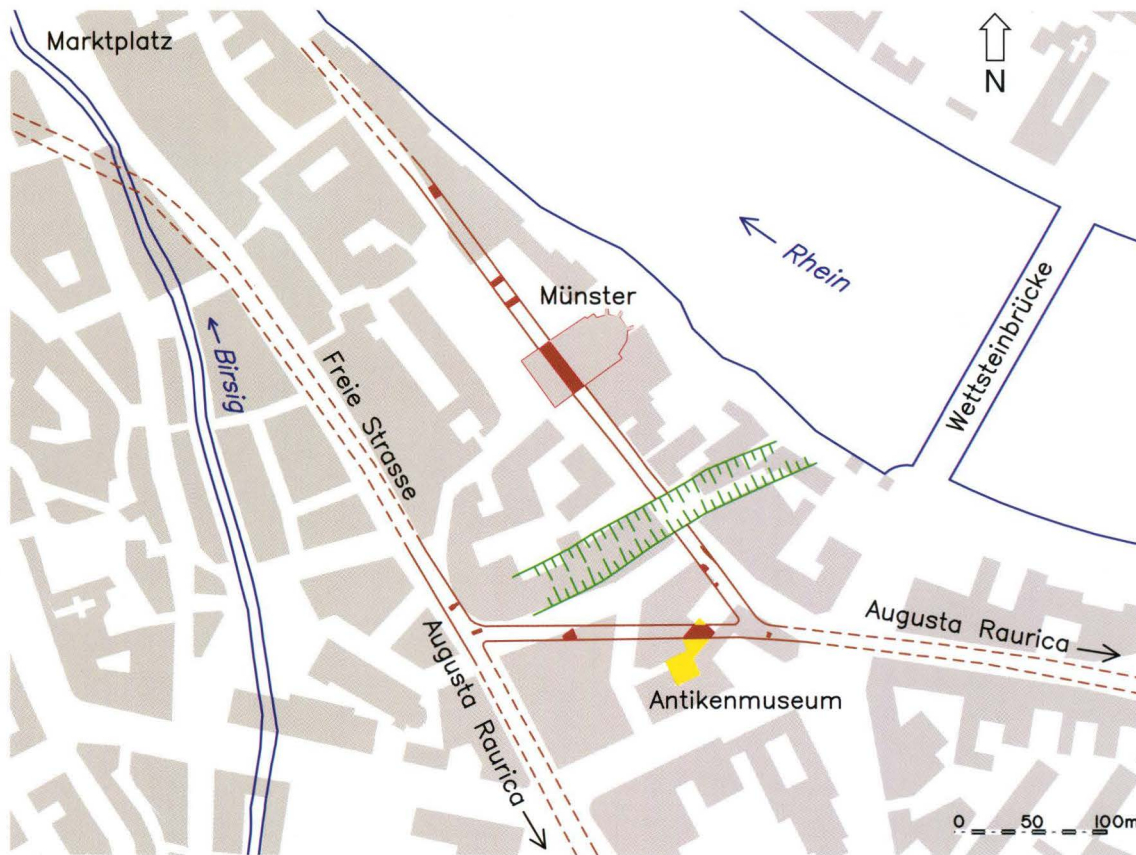 Marktplatz
N
Rhein
Münster
Wettsteinbrücke
Birsig
Freie Strasse
Augusta Raurica
Augusta Raurica
Antikenmuseum
0 50 100m